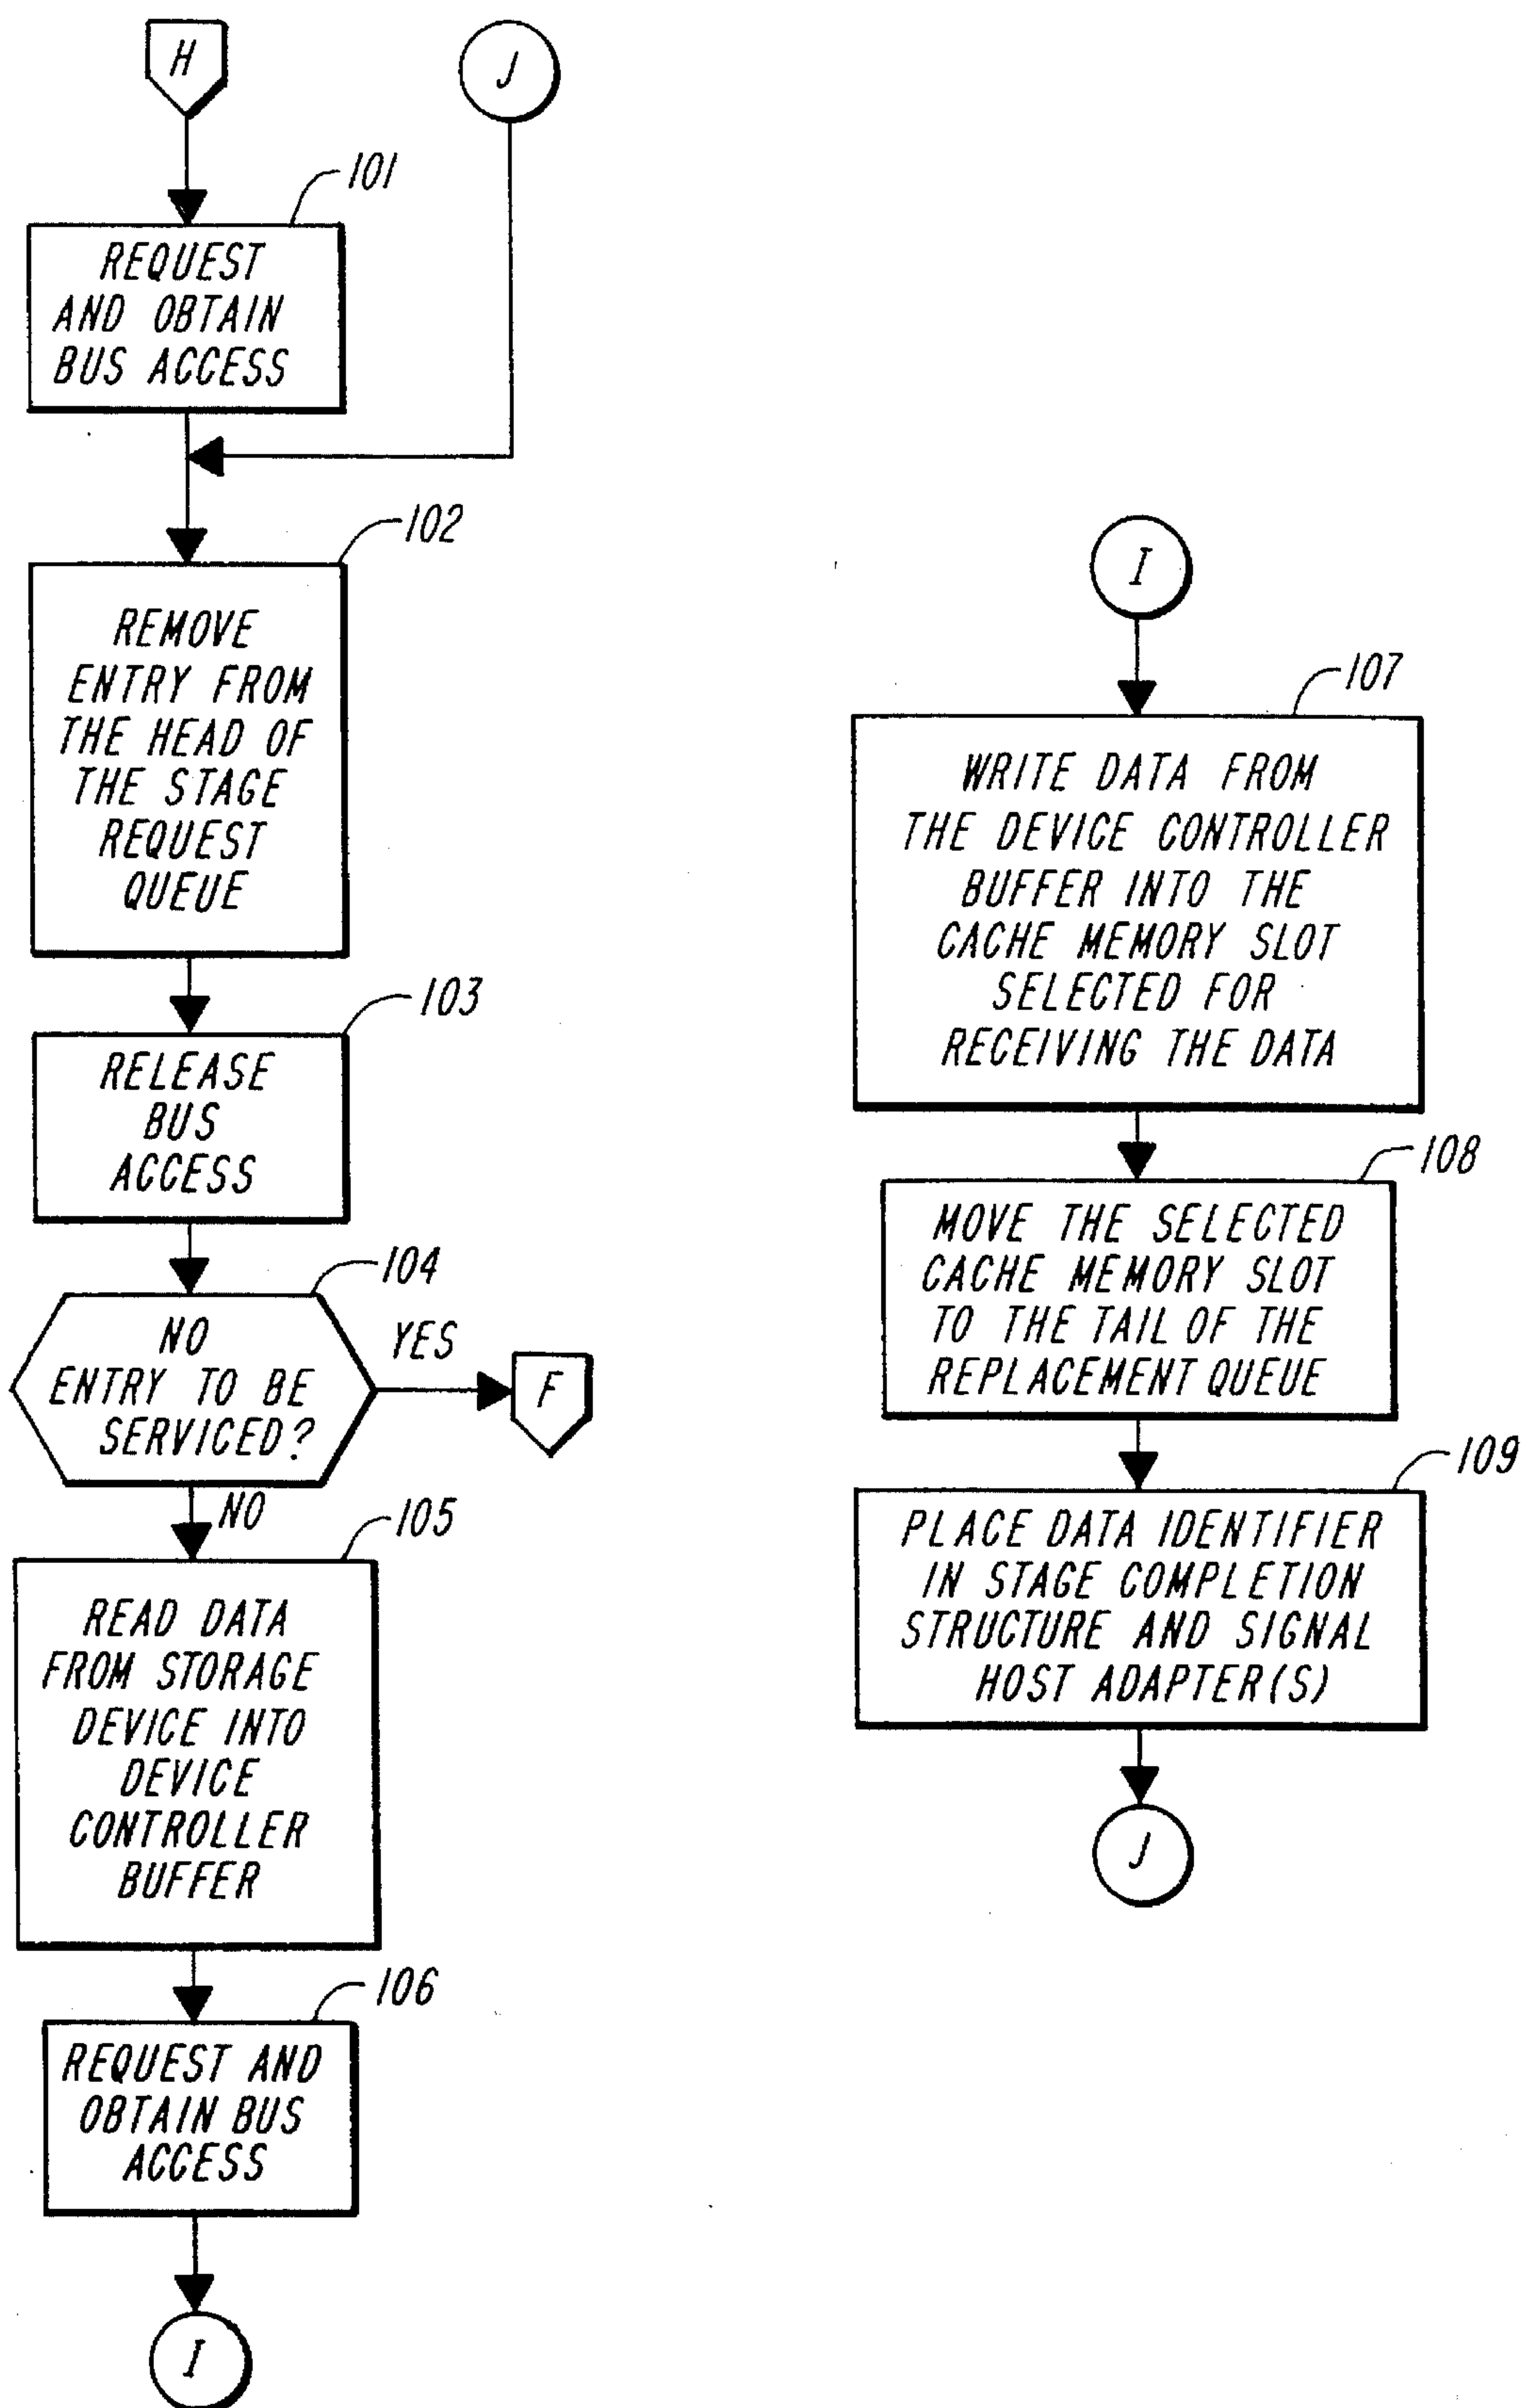 H
J
101
REQUEST
AND OBTAIN
BUS ACCESS
102
REMOVE
ENTRY FROM
THE HEAD OF
THE STAGE
REQUEST
QUEUE
103
RELEASE
BUS
ACCESS
104
NO
ENTRY TO BE
SERVICED?
YES
F
NO
105
READ DATA
FROM STORAGE
DEVICE INTO
DEVICE
CONTROLLER
BUFFER
106
REQUEST AND
OBTAIN BUS
ACCESS
I
I
107
WRITE DATA FROM
THE DEVICE CONTROLLER
BUFFER INTO THE
CACHE MEMORY SLOT
SELECTED FOR
RECEIVING THE DATA
108
MOVE THE SELECTED
CACHE MEMORY SLOT
TO THE TAIL OF THE
REPLACEMENT QUEUE
109
PLACE DATA IDENTIFIER
IN STAGE COMPLETION
STRUCTURE AND SIGNAL
HOST ADAPTER(S)
J